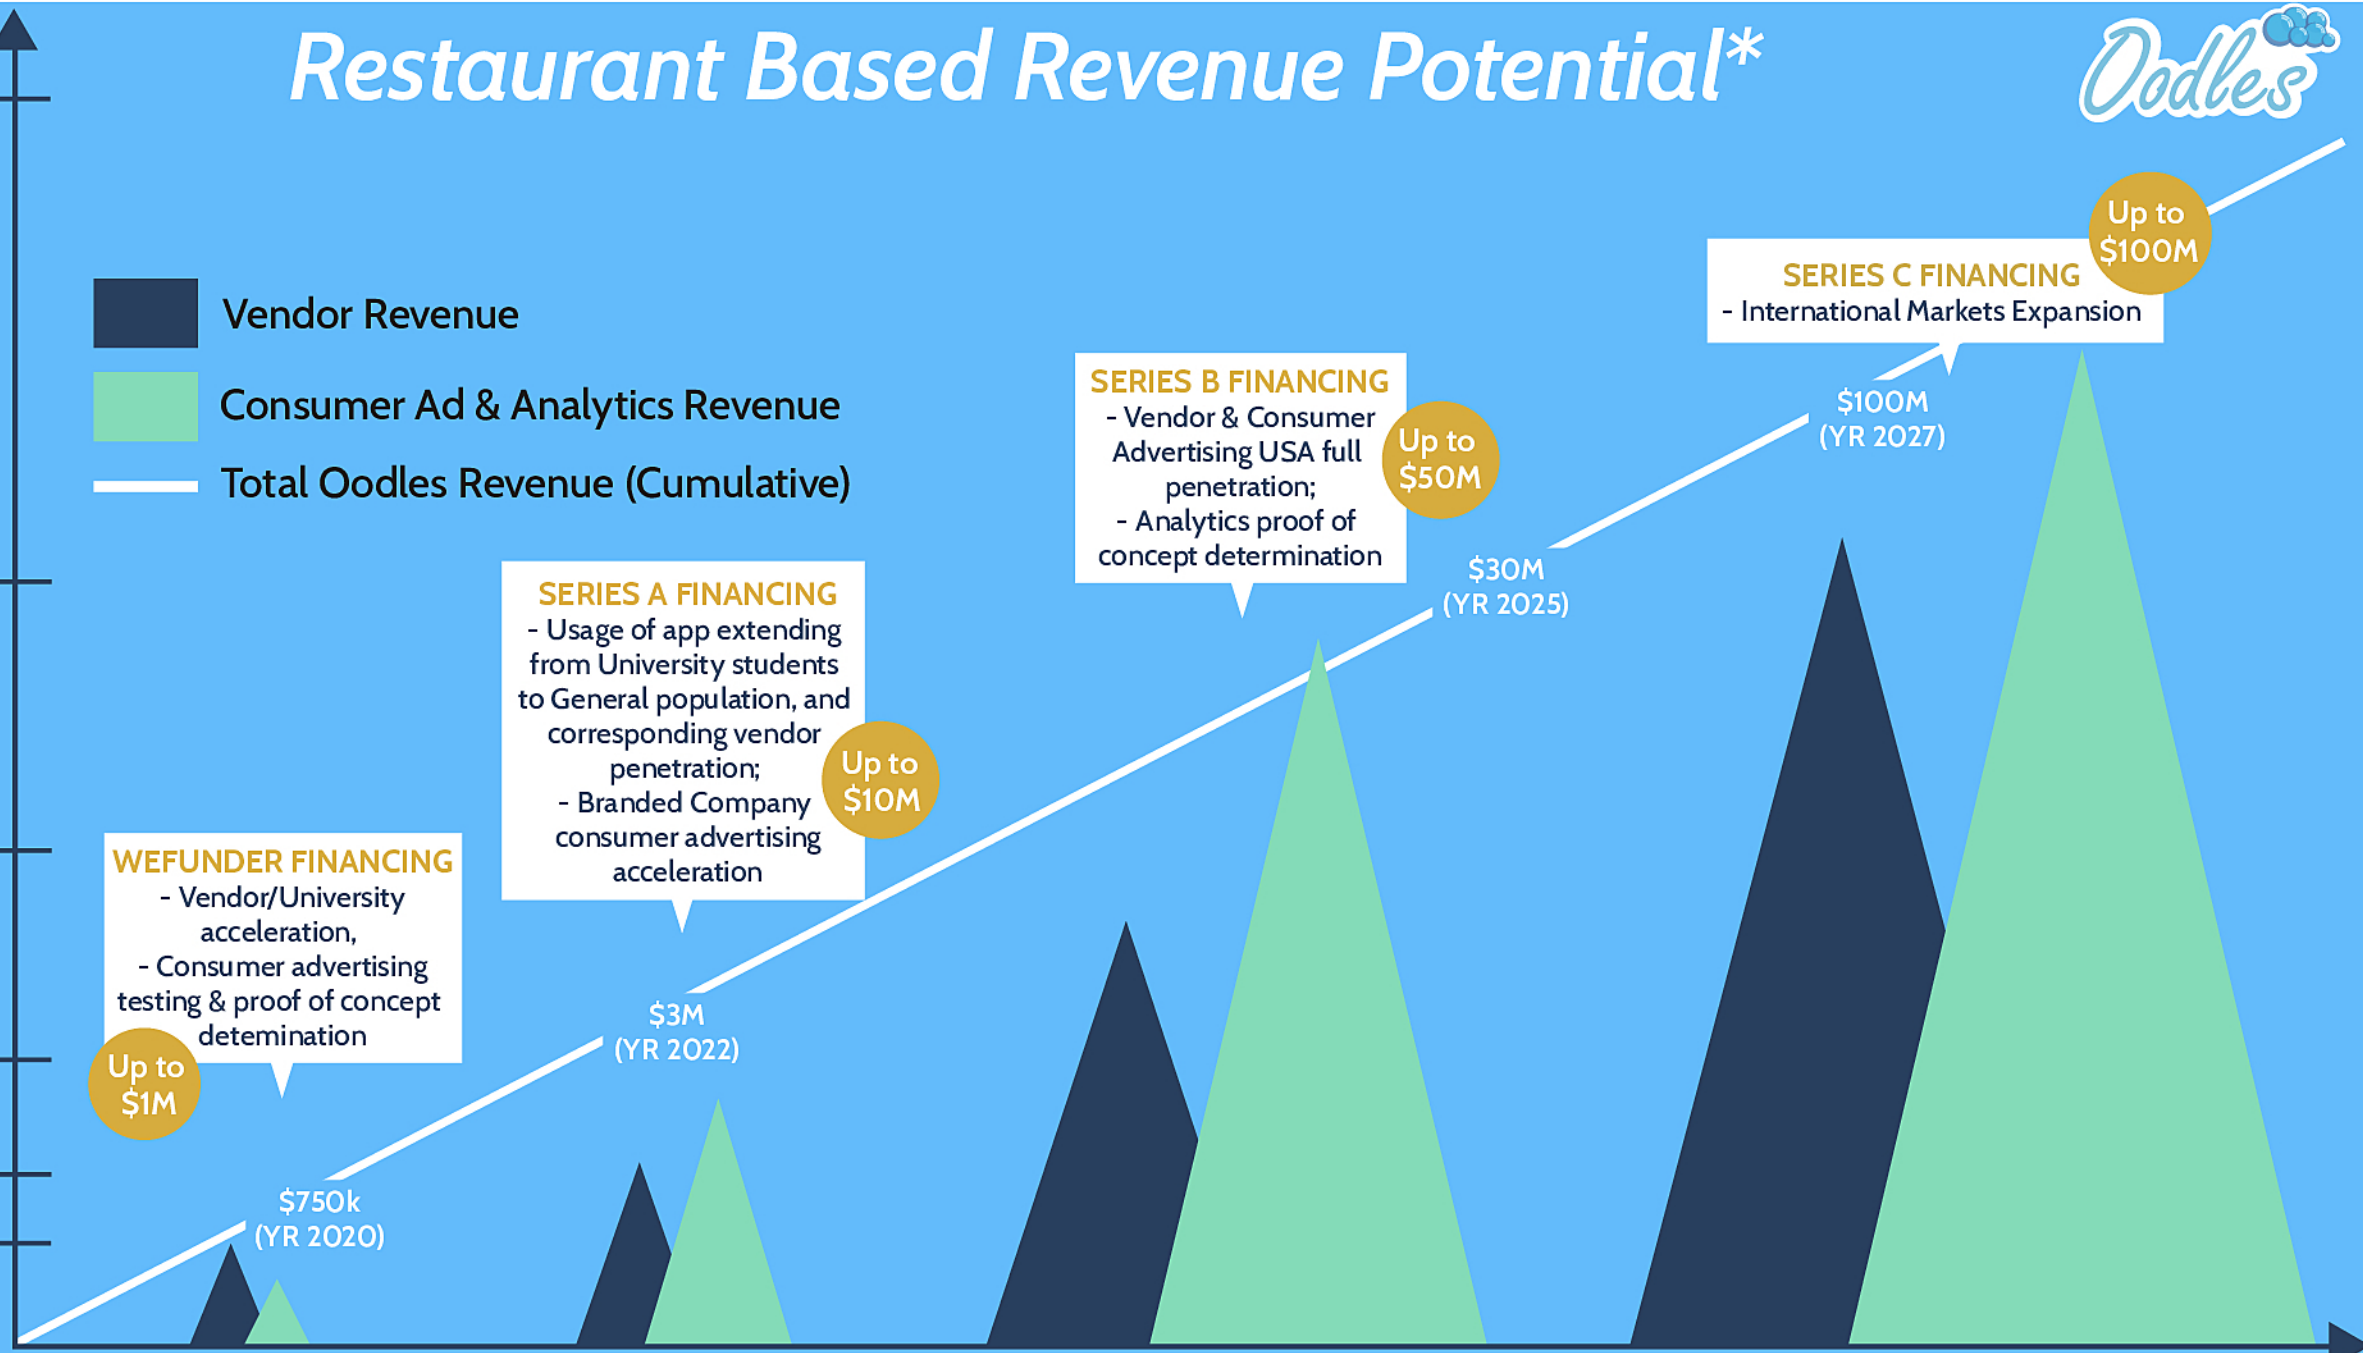 Restaurant Based Revenue Potential*
Oodles
Vendor Revenue
Consumer Ad & Analytics Revenue
Total Oodles Revenue (Cumulative)
WEFUNDER FINANCING
- Vendor/University
acceleration,
- Consumer advertising
testing & proof of concept
detemination
Up to
$1M
$750k
(YR 2020)
SERIES A FINANCING
- Usage of app extending
from University students
to General population, and
corresponding vendor
penetration;
- Branded Company
consumer advertising
acceleration
Up to
$10M
$3M
(YR 2022)
SERIES B FINANCING
- Vendor & Consumer
Advertising USA full
penetration;
- Analytics proof of
concept determination
Up to
$50M
$30M
(YR 2025)
SERIES C FINANCING
- International Markets Expansion
Up to
$100M
$100M
(YR 2027)